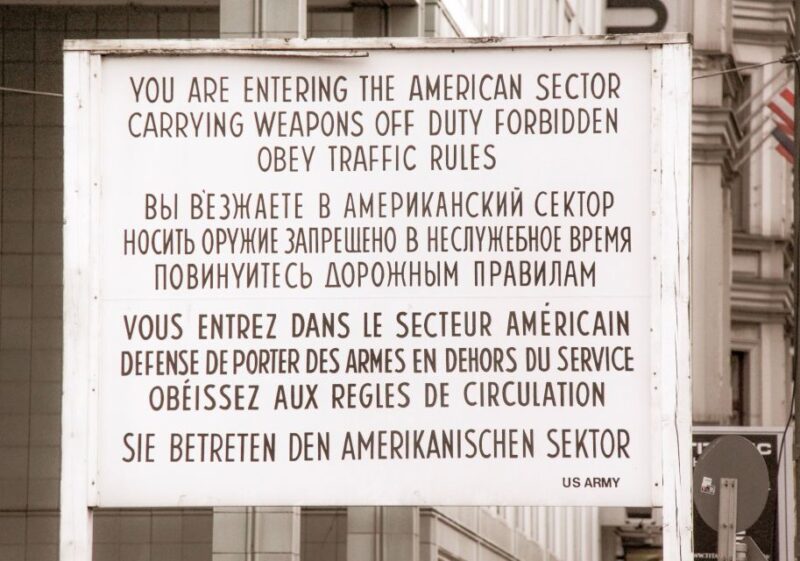 YOU ARE ENTERING THE AMERICAN SECTOR
CARRYING WEAPONS OFF DUTY FORBIDDEN
OBEY TRAFFIC RULES
ВЫ В'ЕЗЖАЕТЕ В АМЕРИКАНСКИЙ СЕКТОР
НОСИТЬ ОРУЖИЕ ЗАПРЕЩЕНО В НЕСЛУЖЕБНОЕ ВРЕМЯ
ПОВИНУИТЕСЬ ДОРОЖНЫМ ПРАВИЛАМ
VOUS ENTREZ DANS LE SECTEUR AMÉRICAIN
DEFENSE DE PORTER DES ARMES EN DEHORS DU SERVICE
OBÉISSEZ AUX REGLES DE CIRCULATION
SIE BETRETEN DEN AMERIKANISCHEN SEKTOR
US ARMY